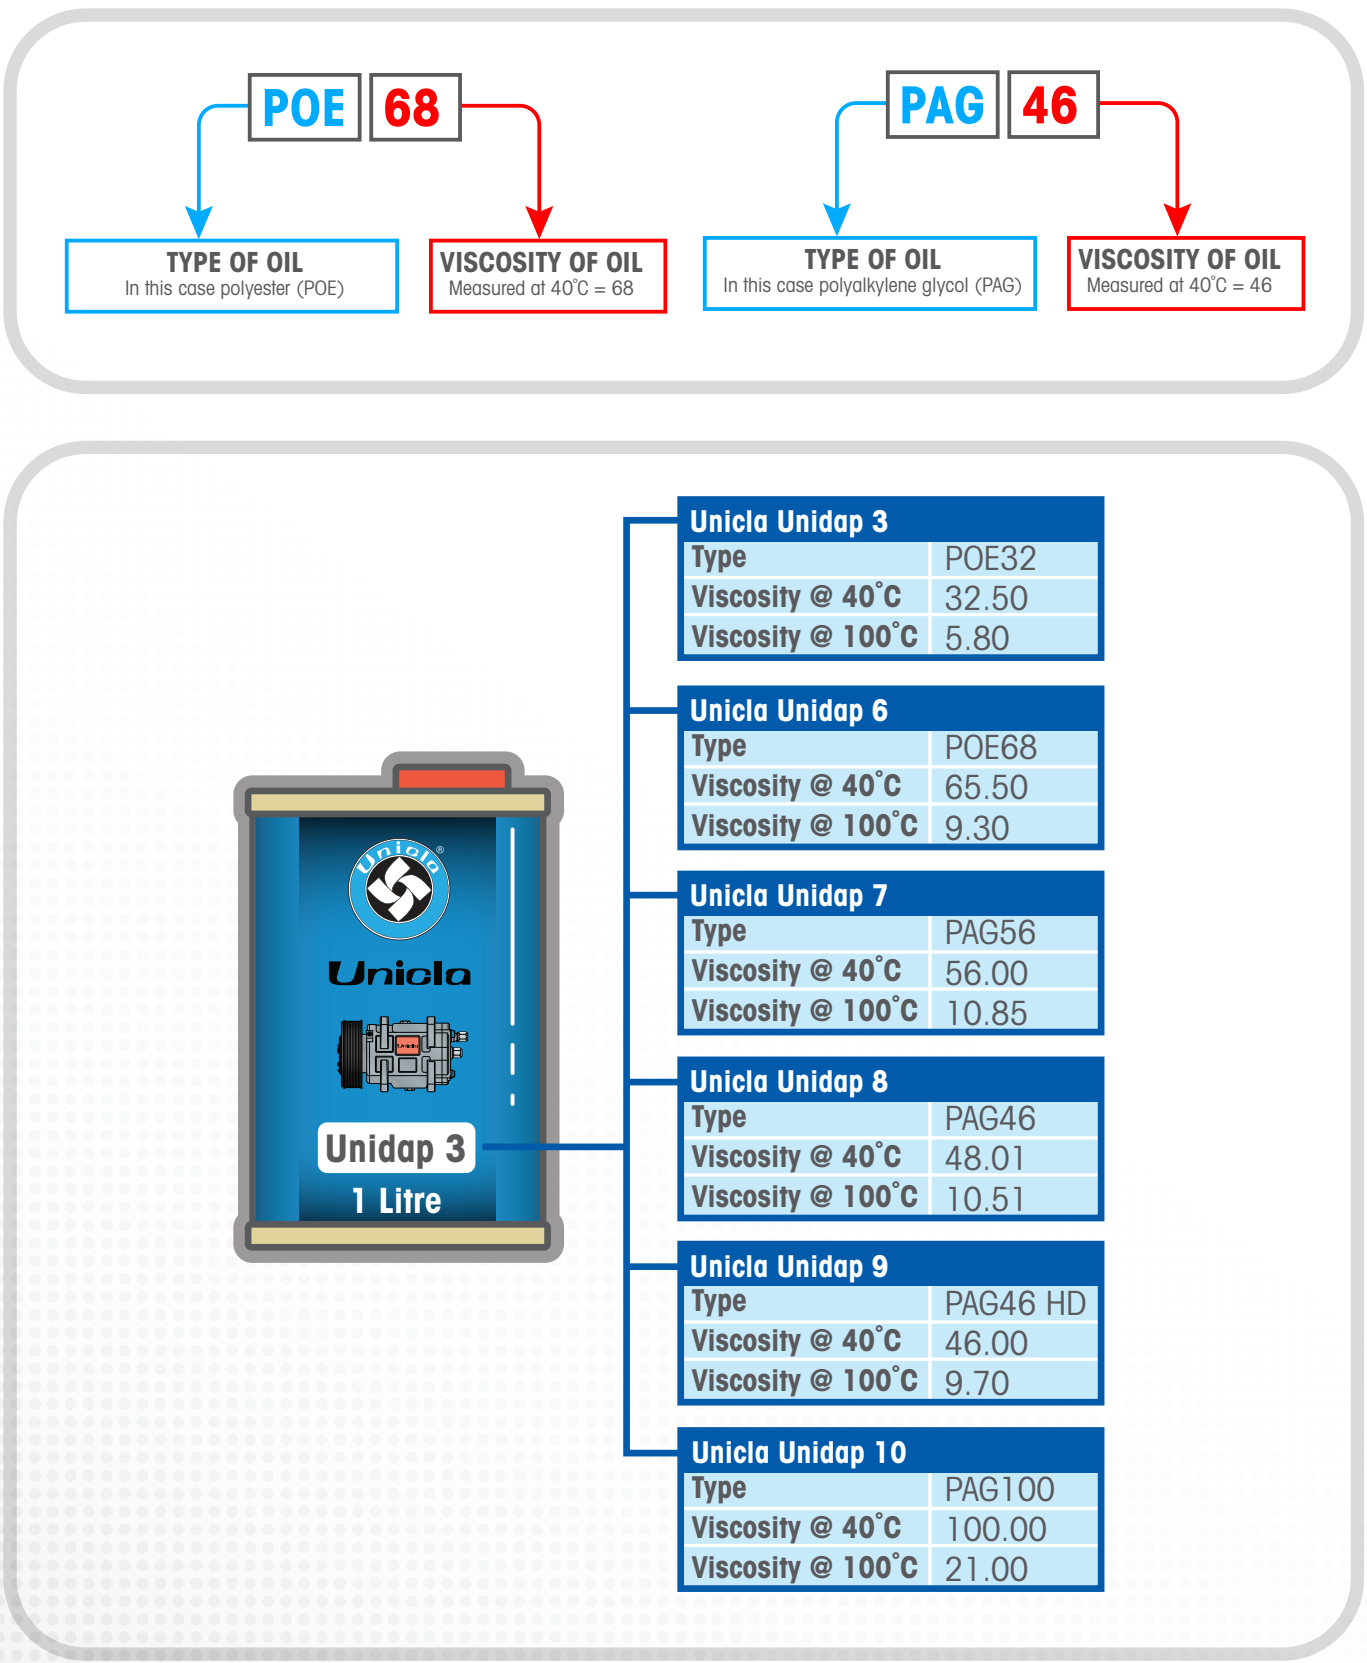 POE 68
TYPE OF OIL
In this case polyester (POE)
VISCOSITY OF OIL
Measured at 40°C = 68
PAG 46
TYPE OF OIL
In this case polyalkylene glycol (PAG)
VISCOSITY OF OIL
Measured at 40°C = 46
Unicla®
Unicla
Unicla
Unidap 3
1 Litre
Unicla Unidap 3
Type POE32
Viscosity @ 40°C 32.50
Viscosity @ 100°C 5.80
Unicla Unidap 6
Type POE68
Viscosity @ 40°C 65.50
Viscosity @ 100°C 9.30
Unicla Unidap 7
Type PAG56
Viscosity @ 40°C 56.00
Viscosity @ 100°C 10.85
Unicla Unidap 8
Type PAG46
Viscosity @ 40°C 48.01
Viscosity @ 100°C 10.51
Unicla Unidap 9
Type PAG46 HD
Viscosity @ 40°C 46.00
Viscosity @ 100°C 9.70
Unicla Unidap 10
Type PAG100
Viscosity @ 40°C 100.00
Viscosity @ 100°C 21.00